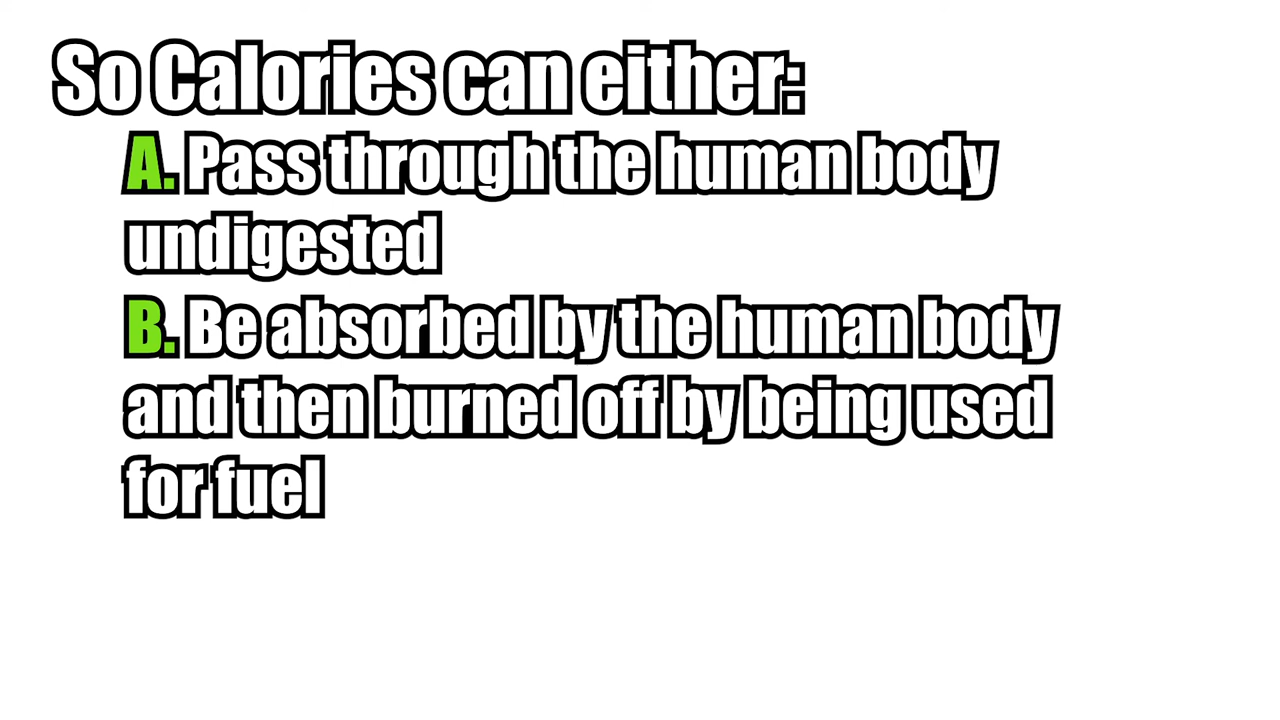 So Calories can either:
A. Pass through the human body
undigested
B. Be absorbed by the human body
and then burned off by being used
for fuel